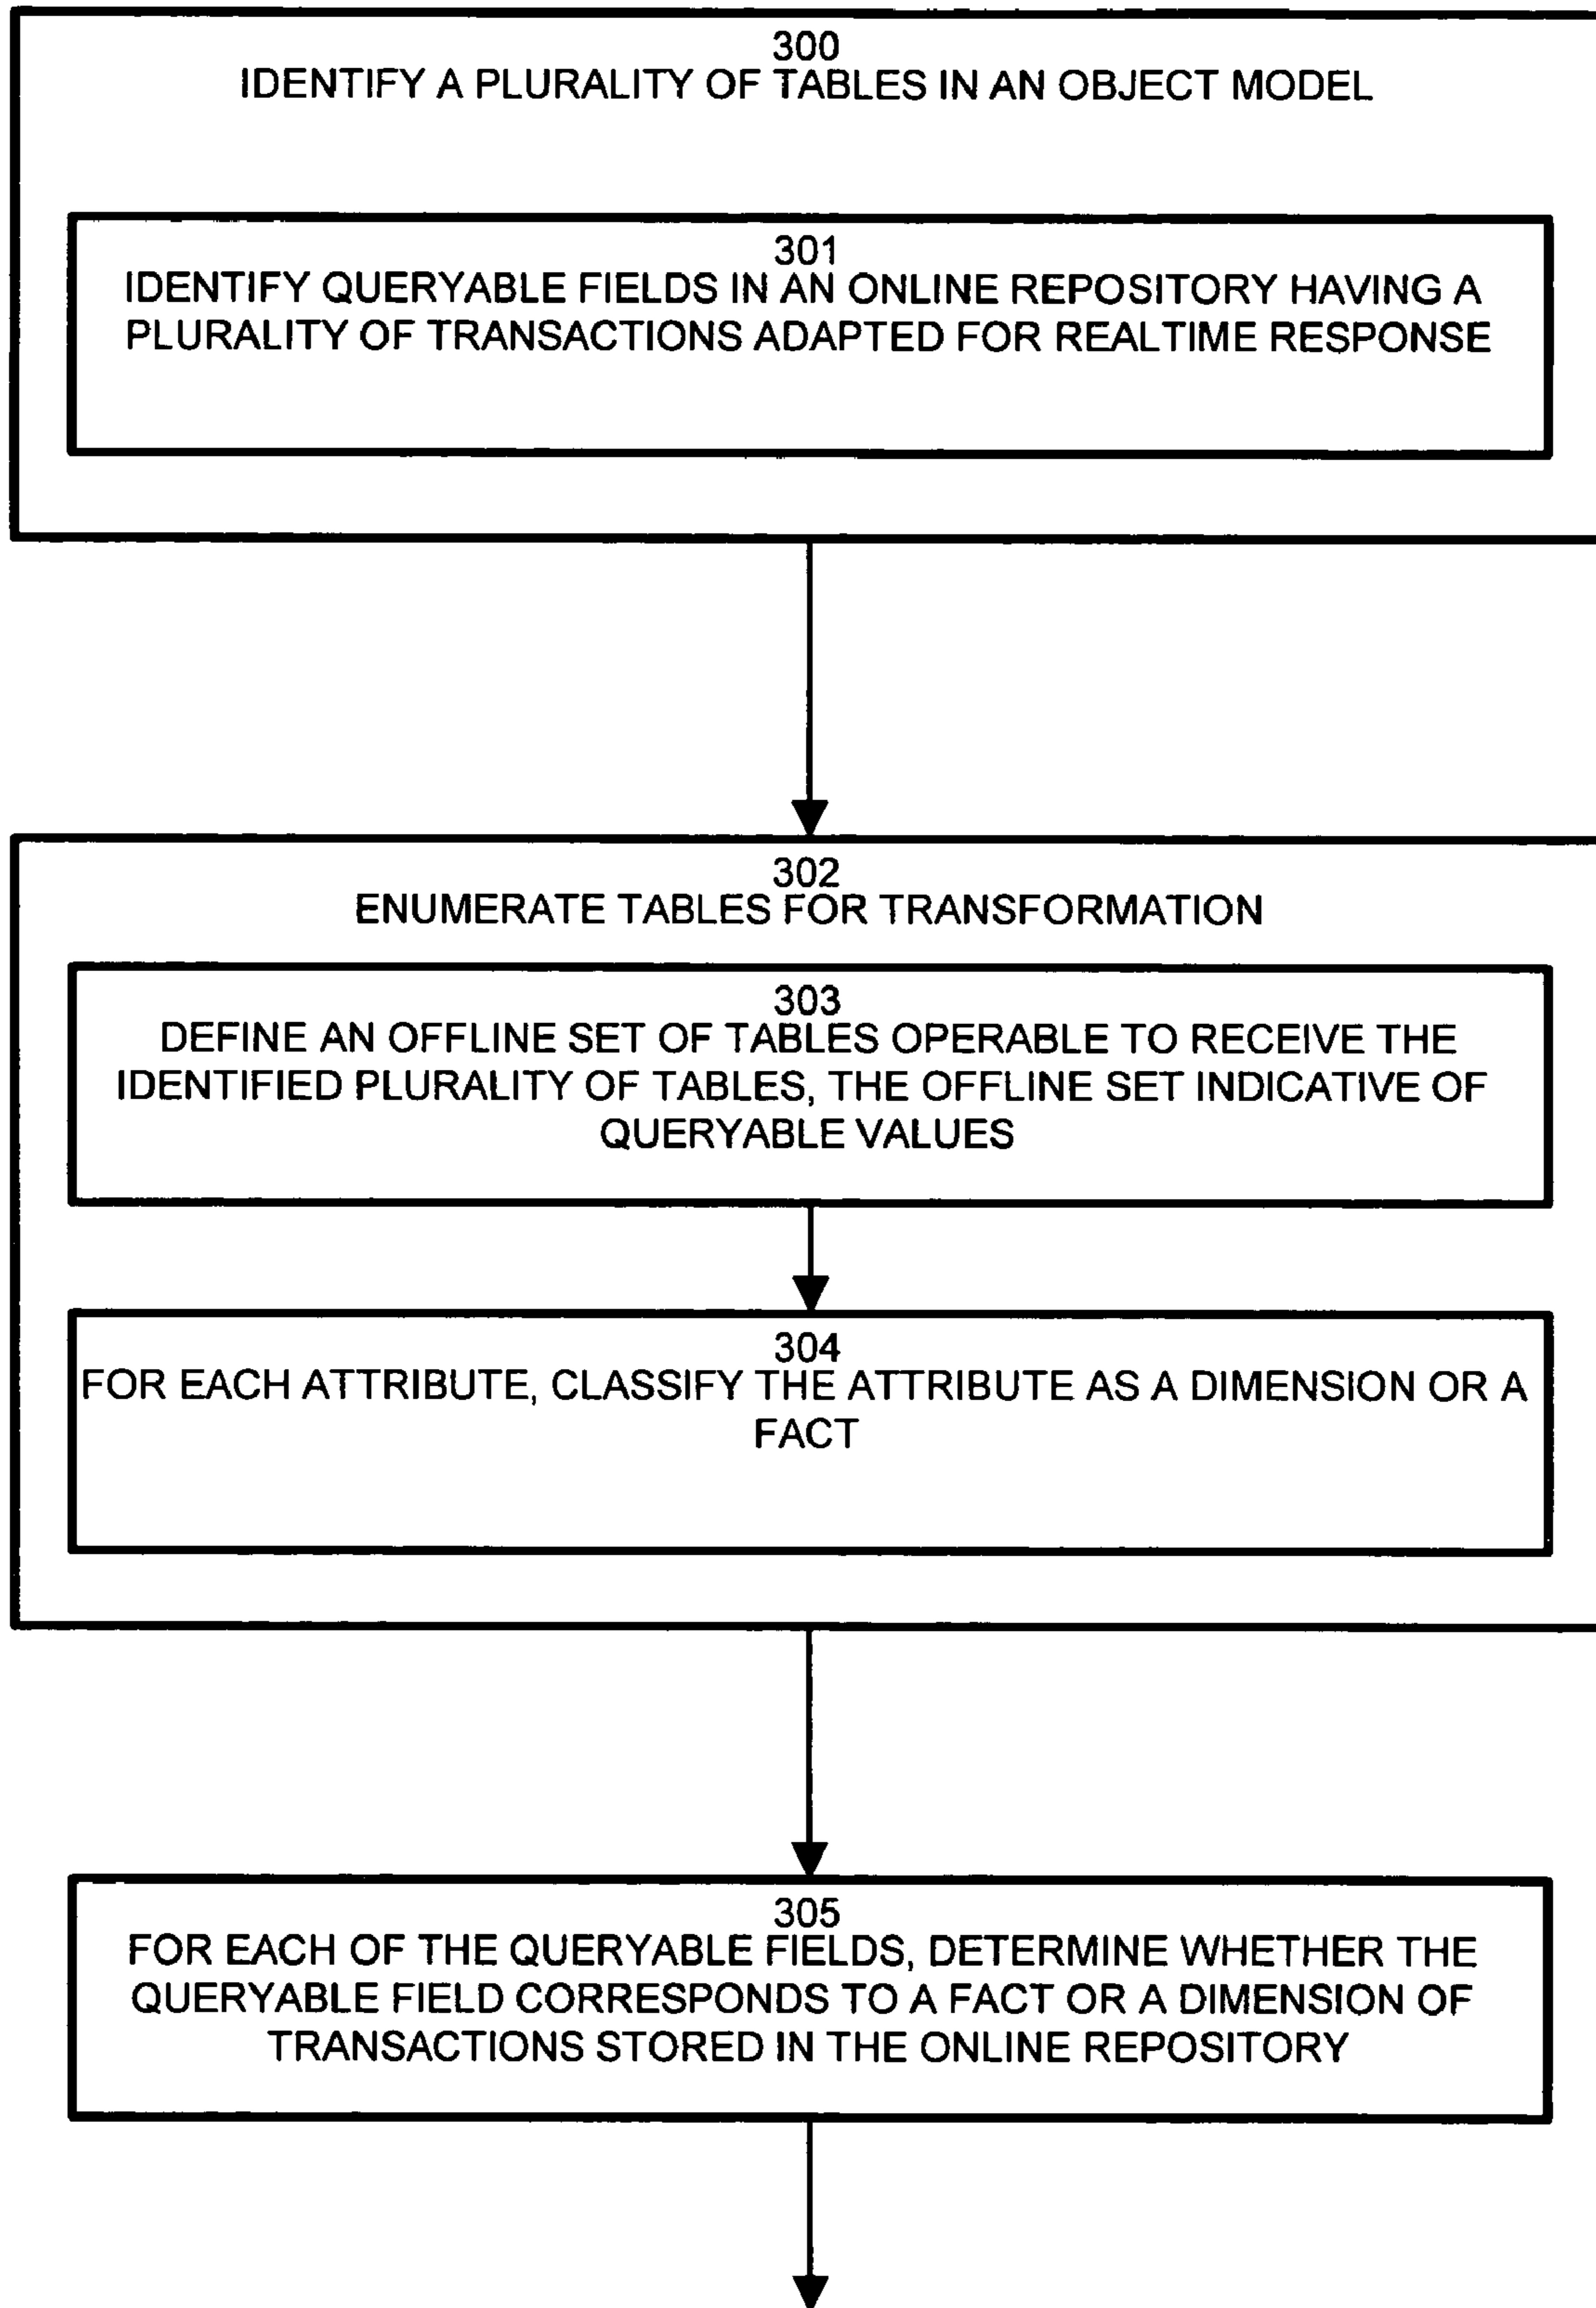 300
IDENTIFY A PLURALITY OF TABLES IN AN OBJECT MODEL
301
IDENTIFY QUERYABLE FIELDS IN AN ONLINE REPOSITORY HAVING A
PLURALITY OF TRANSACTIONS ADAPTED FOR REALTIME RESPONSE
302
ENUMERATE TABLES FOR TRANSFORMATION
303
DEFINE AN OFFLINE SET OF TABLES OPERABLE TO RECEIVE THE
IDENTIFIED PLURALITY OF TABLES, THE OFFLINE SET INDICATIVE OF
QUERYABLE VALUES
304
FOR EACH ATTRIBUTE, CLASSIFY THE ATTRIBUTE AS A DIMENSION OR A
FACT
305
FOR EACH OF THE QUERYABLE FIELDS, DETERMINE WHETHER THE
QUERYABLE FIELD CORRESPONDS TO A FACT OR A DIMENSION OF
TRANSACTIONS STORED IN THE ONLINE REPOSITORY